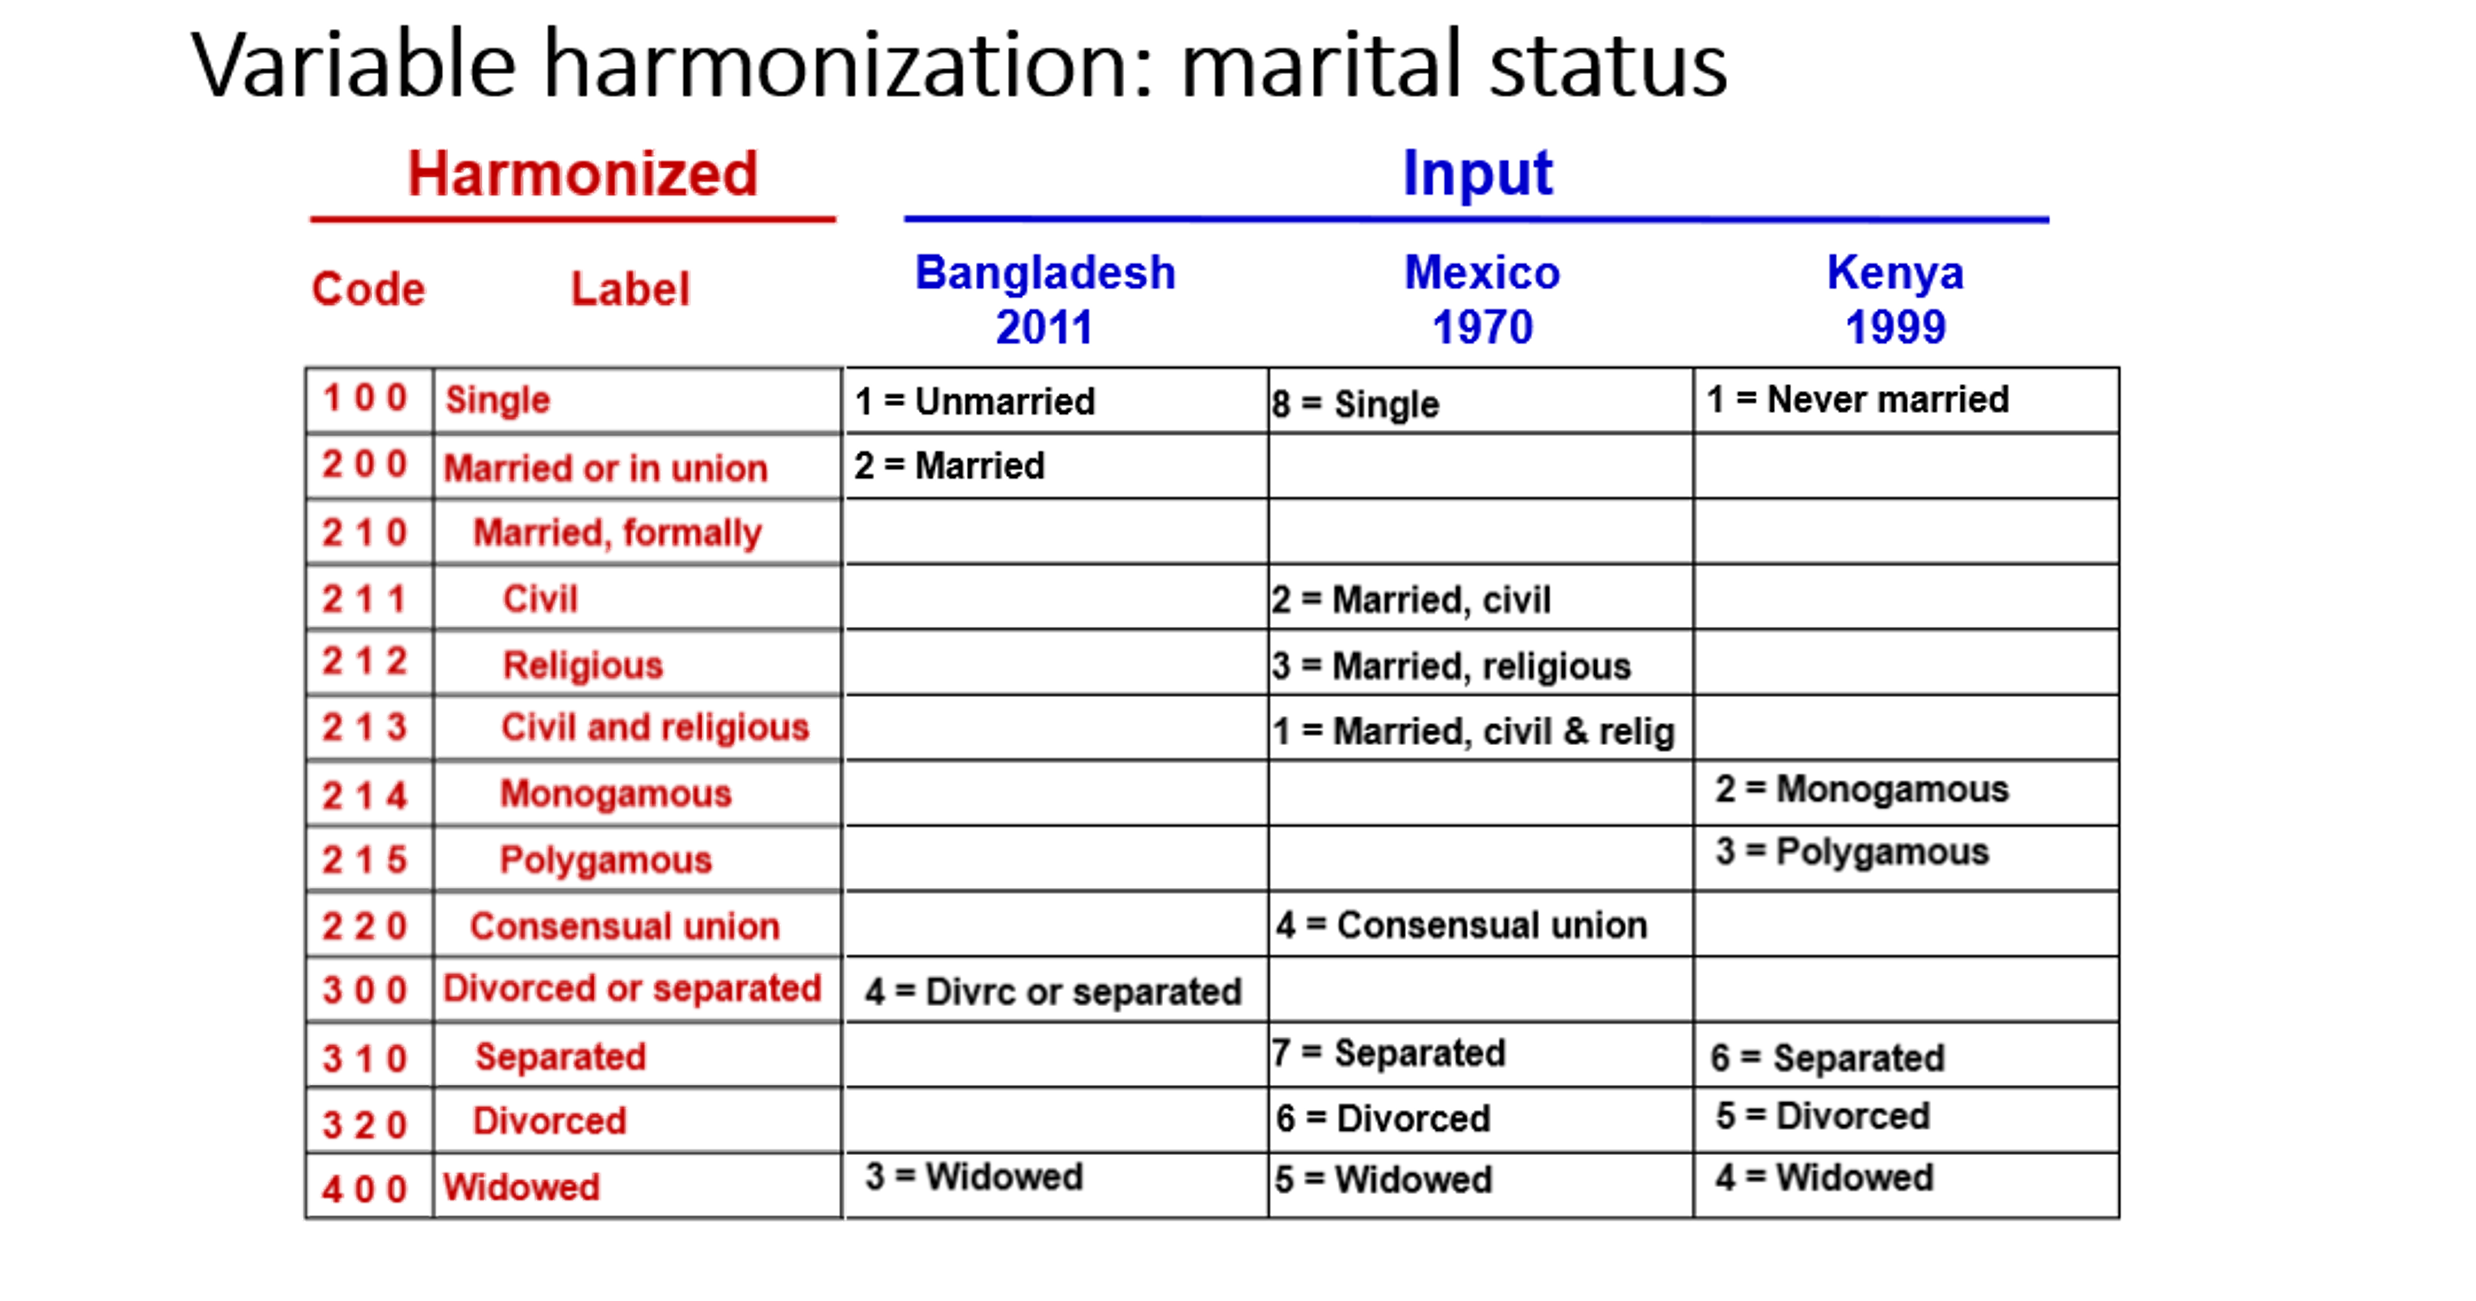 Variable harmonization: marital status
Harmonized Input
Code Label Bangladesh 2011 Mexico 1970 Kenya 1999
1 0 0 Single 1 = Unmarried 8 = Single 1 = Never married
2 0 0 Married or in union 2 = Married
2 1 0 Married, formally
2 1 1 Civil 2 = Married, civil
2 1 2 Religious 3 = Married, religious
2 1 3 Civil and religious 1 = Married, civil & relig
2 1 4 Monogamous 2 = Monogamous
2 1 5 Polygamous 3 = Polygamous
2 2 0 Consensual union 4 = Consensual union
3 0 0 Divorced or separated 4 = Divrc or separated
3 1 0 Separated 7 = Separated 6 = Separated
3 2 0 Divorced 6 = Divorced 5 = Divorced
4 0 0 Widowed 3 = Widowed 5 = Widowed 4 = Widowed